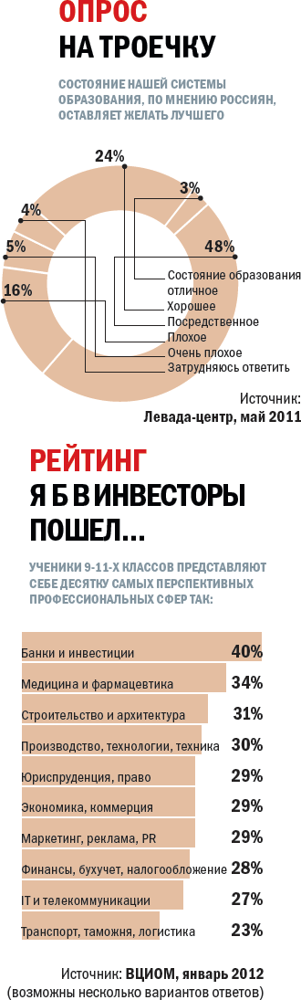 ОПРОС
НА ТРОЕЧКУ
СОСТОЯНИЕ НАШЕЙ СИСТЕМЫ
ОБРАЗОВАНИЯ, ПО МНЕНИЮ РОССИЯН,
ОСТАВЛЯЕТ ЖЕЛАТЬ ЛУЧШЕГО
24%
3%
4%
5%
48%
16%
Состояние образования
отличное
Хорошее
Посредственное
Плохое
Очень плохое
Затрудняюсь ответить
Источник:
Левада-центр, май 2011
РЕЙТИНГ
Я Б В ИНВЕСТОРЫ
ПОШЕЛ...
УЧЕНИКИ 9-11-Х КЛАССОВ ПРЕДСТАВЛЯЮТ
СЕБЕ ДЕСЯТКУ САМЫХ ПЕРСПЕКТИВНЫХ
ПРОФЕССИОНАЛЬНЫХ СФЕР ТАК:
Банки и инвестиции 40%
Медицина и фармацевтика 34%
Строительство и архитектура 31%
Производство, технологии, техника 30%
Юриспруденция, право 29%
Экономика, коммерция 29%
Маркетинг, реклама, PR 29%
Финансы, бухучет, налогообложение 28%
IT и телекоммуникации 27%
Транспорт, таможня, логистика 23%
Источник: ВЦИОМ, январь 2012
(возможны несколько вариантов ответов)